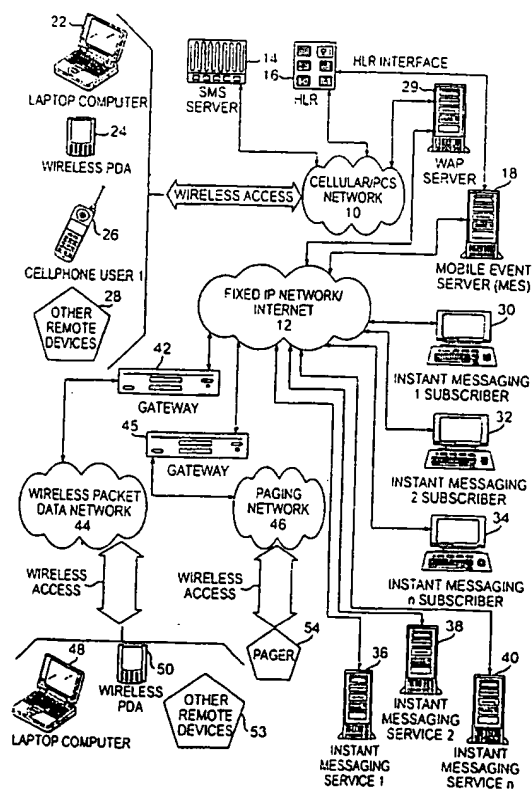 22
LAPTOP COMPUTER
24
WIRELESS PDA
26
CELLPHONE USER 1
28
OTHER
REMOTE
DEVICES
14
SMS
SERVER
16
HLR
HLR INTERFACE
29
WAP
SERVER
18
MOBILE EVENT
SERVER (MES)
WIRELESS ACCESS
CELLULAR/PCS
NETWORK
10
FIXED IP NETWORK/
INTERNET
12
30
INSTANT MESSAGING
1 SUBSCRIBER
32
INSTANT MESSAGING
2 SUBSCRIBER
34
INSTANT MESSAGING
n SUBSCRIBER
42
GATEWAY
45
GATEWAY
WIRELESS PACKET
DATA NETWORK
44
PAGING
NETWORK
46
WIRELESS
ACCESS
WIRELESS
ACCESS
48
LAPTOP COMPUTER
50
WIRELESS
PDA
OTHER
REMOTE
DEVICES
53
54
PAGER
36
INSTANT
MESSAGING
SERVICE 1
38
INSTANT
MESSAGING
SERVICE 2
40
INSTANT
MESSAGING
SERVICE n